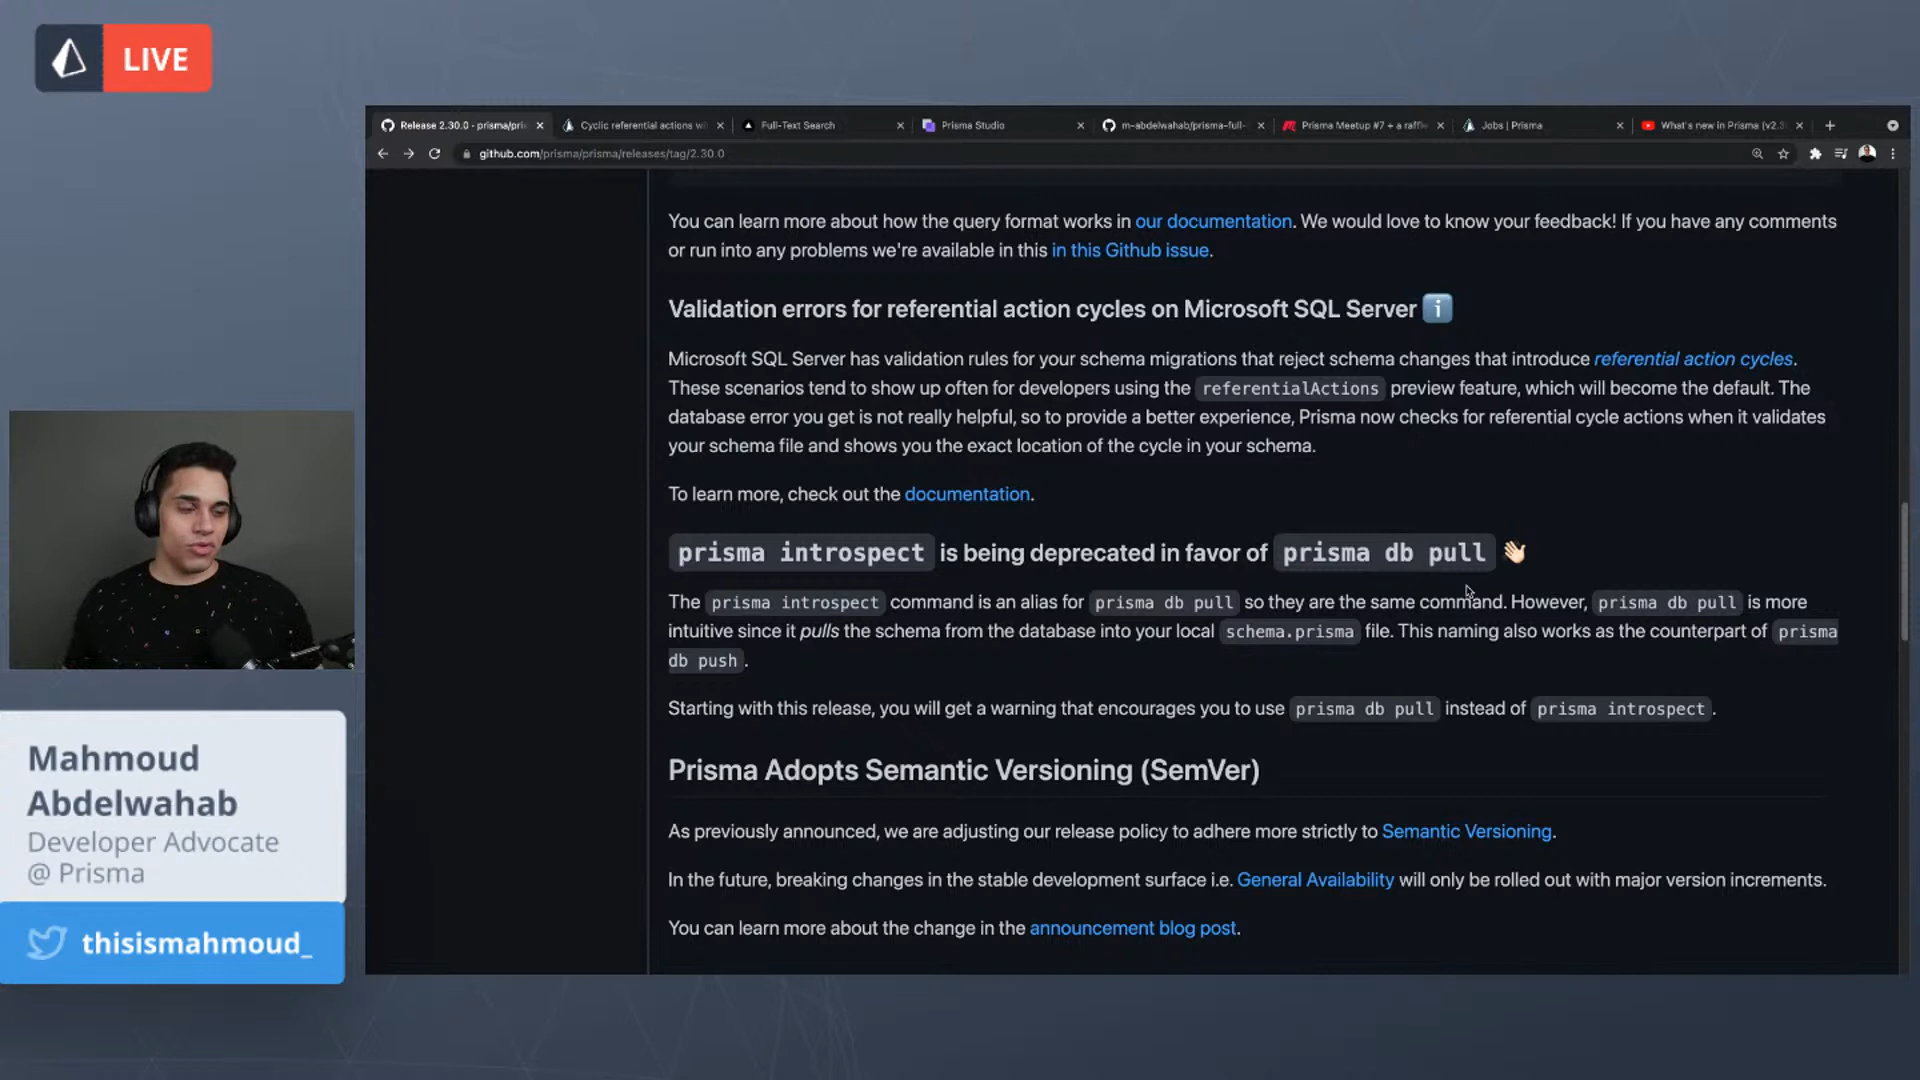 LIVE
Release 2.30.0 · prisma/pri
Cyclic referential actions wi
Full-Text Search
Prisma Studio
m-abdelwahab/prisma-full-
Prisma Meetup #7 + a raffl
Jobs | Prisma
What's new in Prisma (v2.3
github.com/prisma/prisma/releases/tag/2.30.0
You can learn more about how the query format works in our documentation. We would love to know your feedback! If you have any comments
or run into any problems we're available in this in this Github issue.
Validation errors for referential action cycles on Microsoft SQL Server ℹ️
Microsoft SQL Server has validation rules for your schema migrations that reject schema changes that introduce referential action cycles.
These scenarios tend to show up often for developers using the referentialActions preview feature, which will become the default. The
database error you get is not really helpful, so to provide a better experience, Prisma now checks for referential cycle actions when it validates
your schema file and shows you the exact location of the cycle in your schema.
To learn more, check out the documentation.
prisma introspect is being deprecated in favor of prisma db pull 👋🏻
The prisma introspect command is an alias for prisma db pull so they are the same command. However, prisma db pull is more
intuitive since it pulls the schema from the database into your local schema.prisma file. This naming also works as the counterpart of prisma
db push.
Starting with this release, you will get a warning that encourages you to use prisma db pull instead of prisma introspect.
Prisma Adopts Semantic Versioning (SemVer)
As previously announced, we are adjusting our release policy to adhere more strictly to Semantic Versioning.
In the future, breaking changes in the stable development surface i.e. General Availability will only be rolled out with major version increments.
You can learn more about the change in the announcement blog post.
Mahmoud
Abdelwahab
Developer Advocate
@ Prisma
thisismahmoud_